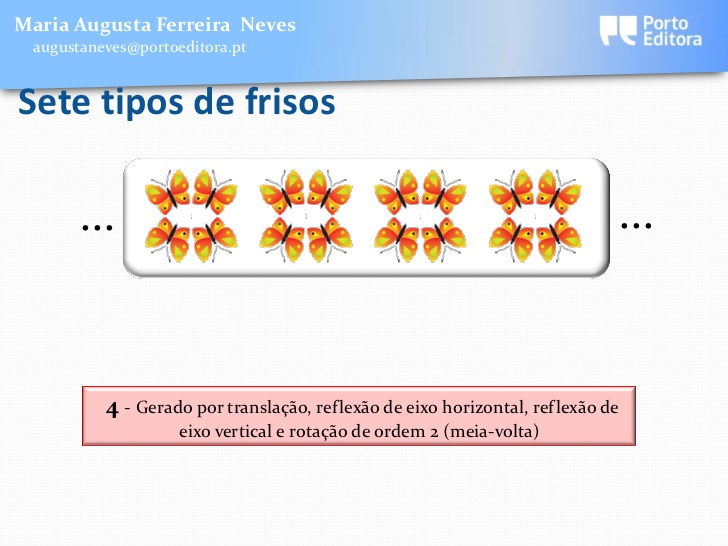 Maria Augusta Ferreira Neves
augustaneves@portoeditora.pt
Porto
Editora
Sete tipos de frisos
... ...
4 - Gerado por translação, reflexão de eixo horizontal, reflexão de
eixo vertical e rotação de ordem 2 (meia-volta)